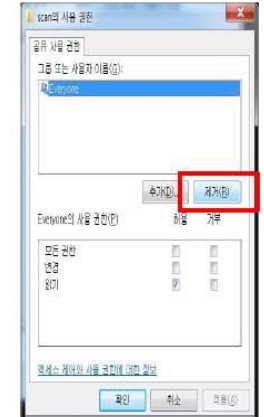 scan의 사용 권한
공유 사용 권한
그룹 또는 사용자 이름(G):
Everyone
추가(D)... 제거(R)
Everyone의 사용 권한(P) 허용 거부
모든 권한
변경
읽기
액세스 제어와 사용 권한에 대한 정보
확인 취소 적용(A)